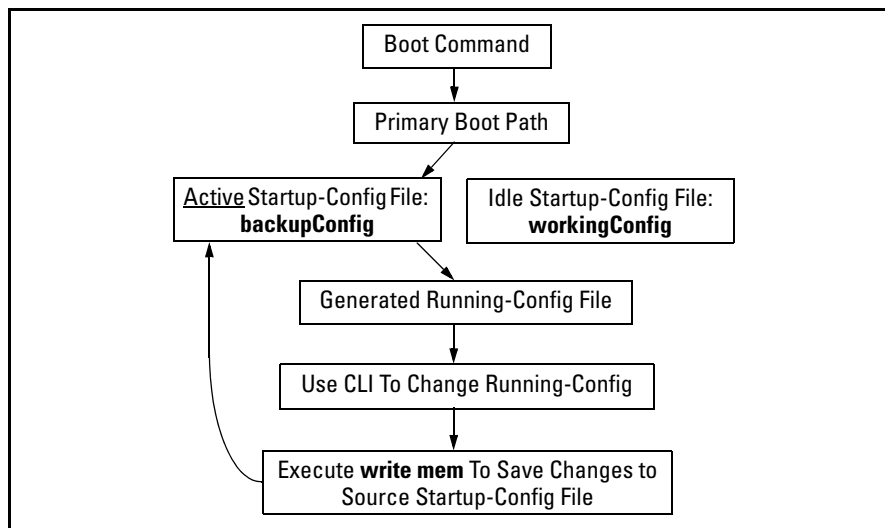 Boot Command
Primary Boot Path
Active Startup-Config File:
backupConfig
Idle Startup-Config File:
workingConfig
Generated Running-Config File
Use CLI To Change Running-Config
Execute write mem To Save Changes to
Source Startup-Config File